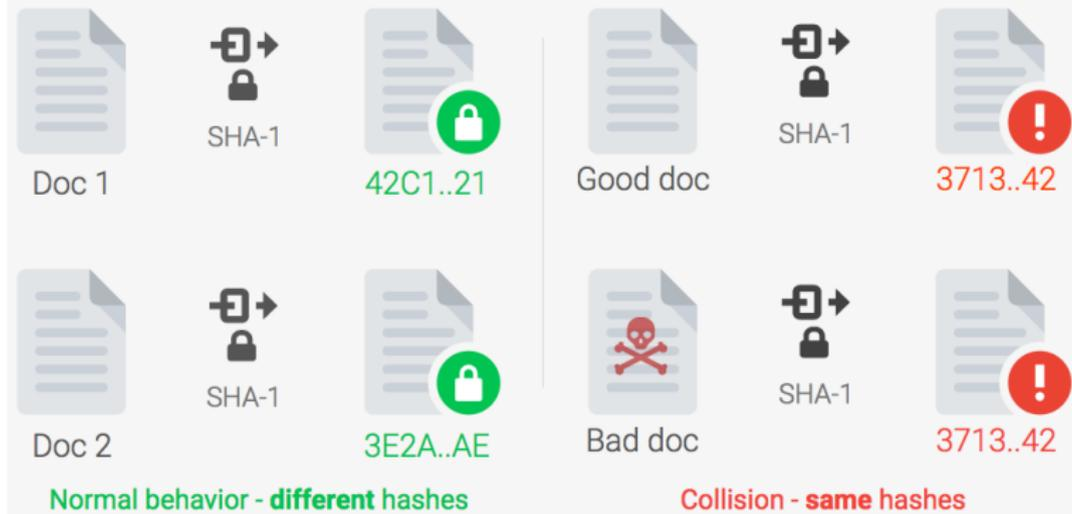 SHA-1
Doc 1
42C1..21
SHA-1
Doc 2
3E2A..AE
Normal behavior - different hashes
SHA-1
Good doc
3713..42
SHA-1
Bad doc
3713..42
Collision - same hashes